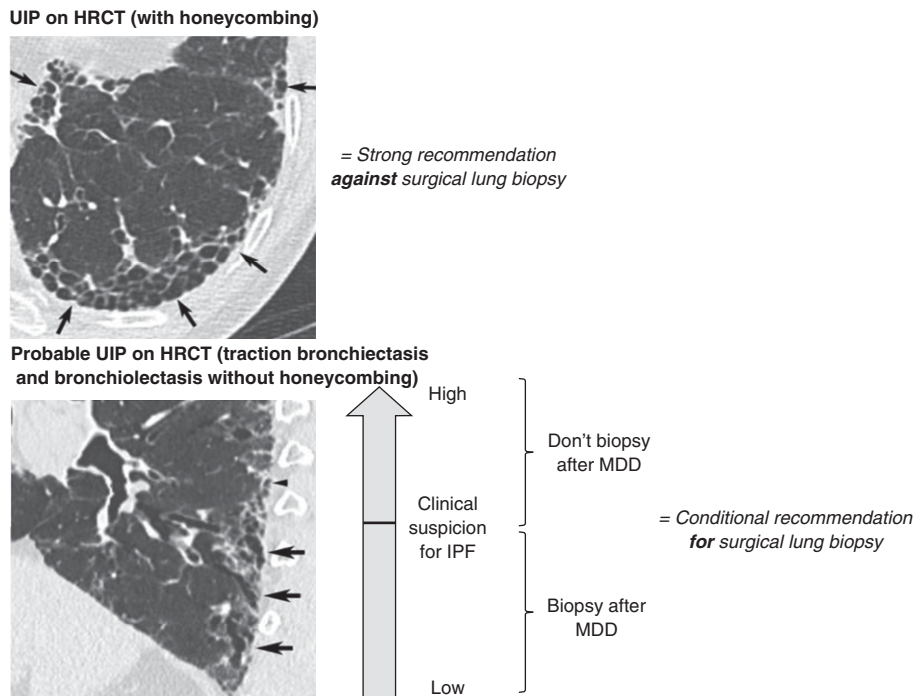 UIP on HRCT (with honeycombing)
= Strong recommendation
against surgical lung biopsy
Probable UIP on HRCT (traction bronchiectasis
and bronchiolectasis without honeycombing)
High
Don't biopsy
after MDD
Clinical
suspicion
for IPF
= Conditional recommendation
for surgical lung biopsy
Biopsy after
MDD
Low